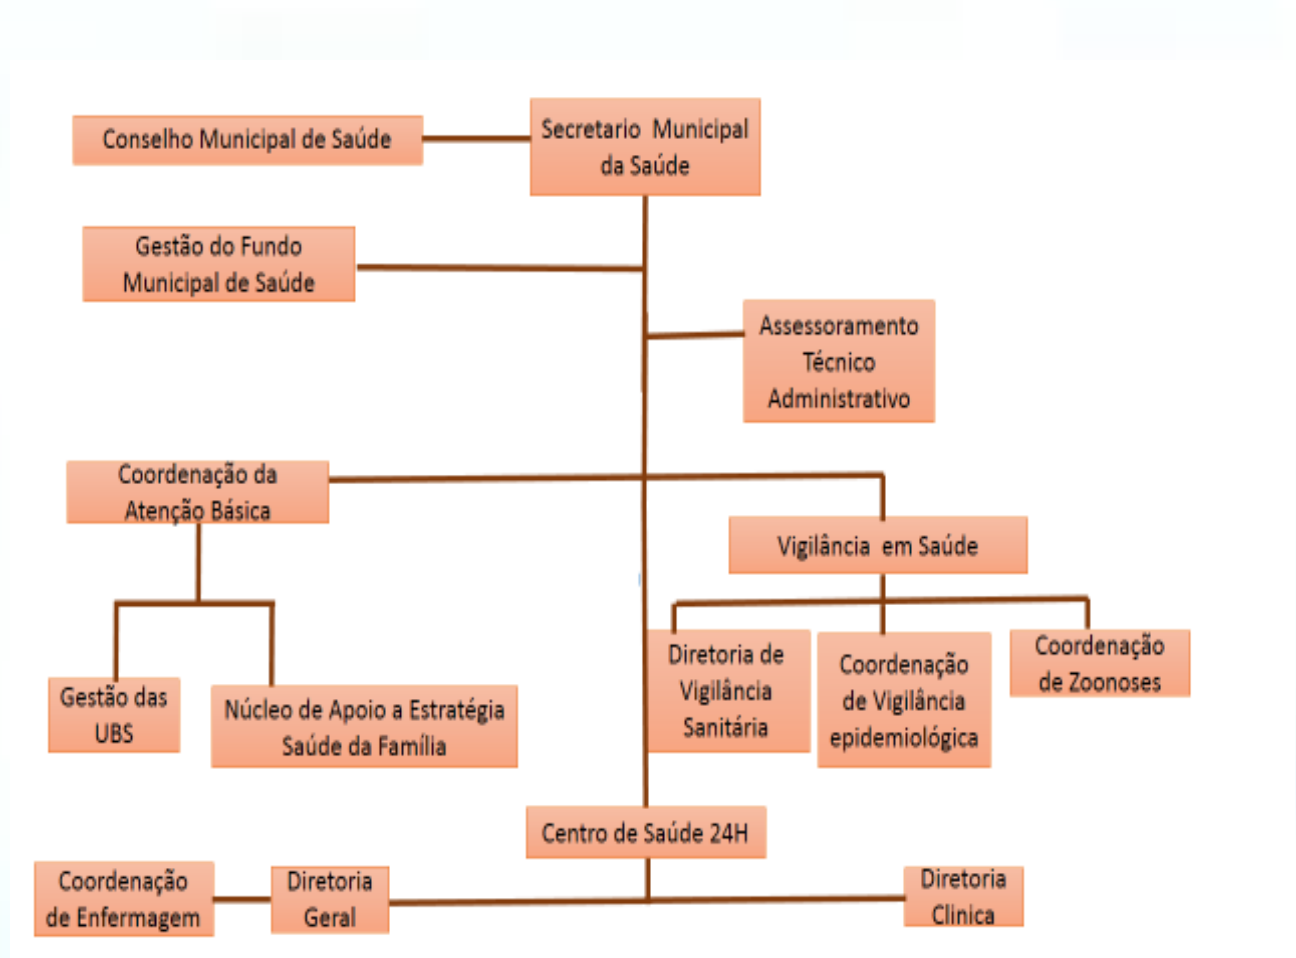 Conselho Municipal de Saúde
Secretario Municipal
da Saúde
Gestão do Fundo
Municipal de Saúde
Assessoramento
Técnico
Administrativo
Coordenação da
Atenção Básica
Vigilância em Saúde
Gestão das
UBS
Núcleo de Apoio a Estratégia
Saúde da Família
Diretoria de
Vigilância
Sanitária
Coordenação
de Vigilância
epidemiológica
Coordenação
de Zoonoses
Centro de Saúde 24H
Coordenação
de Enfermagem
Diretoria
Geral
Diretoria
Clinica